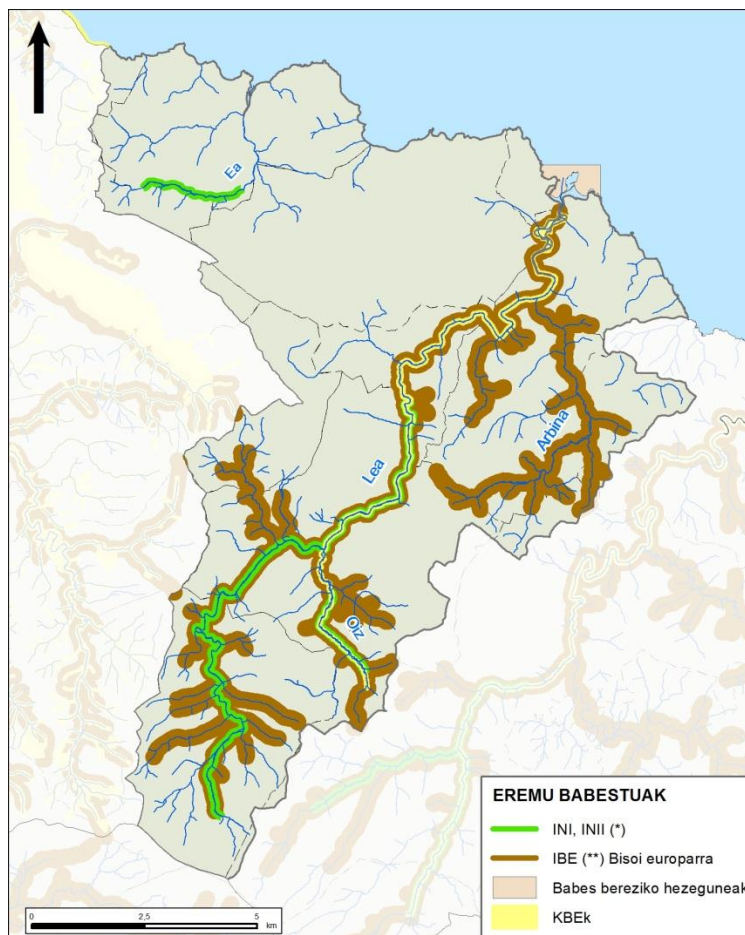 Ea
Lea
Arbina
Oiz
EREMU BABESTUAK
INI, INII (*)
IBE (**) Bisoi europarra
Babes bereziko hezeguneak
KBEk
0 2,5 5
km